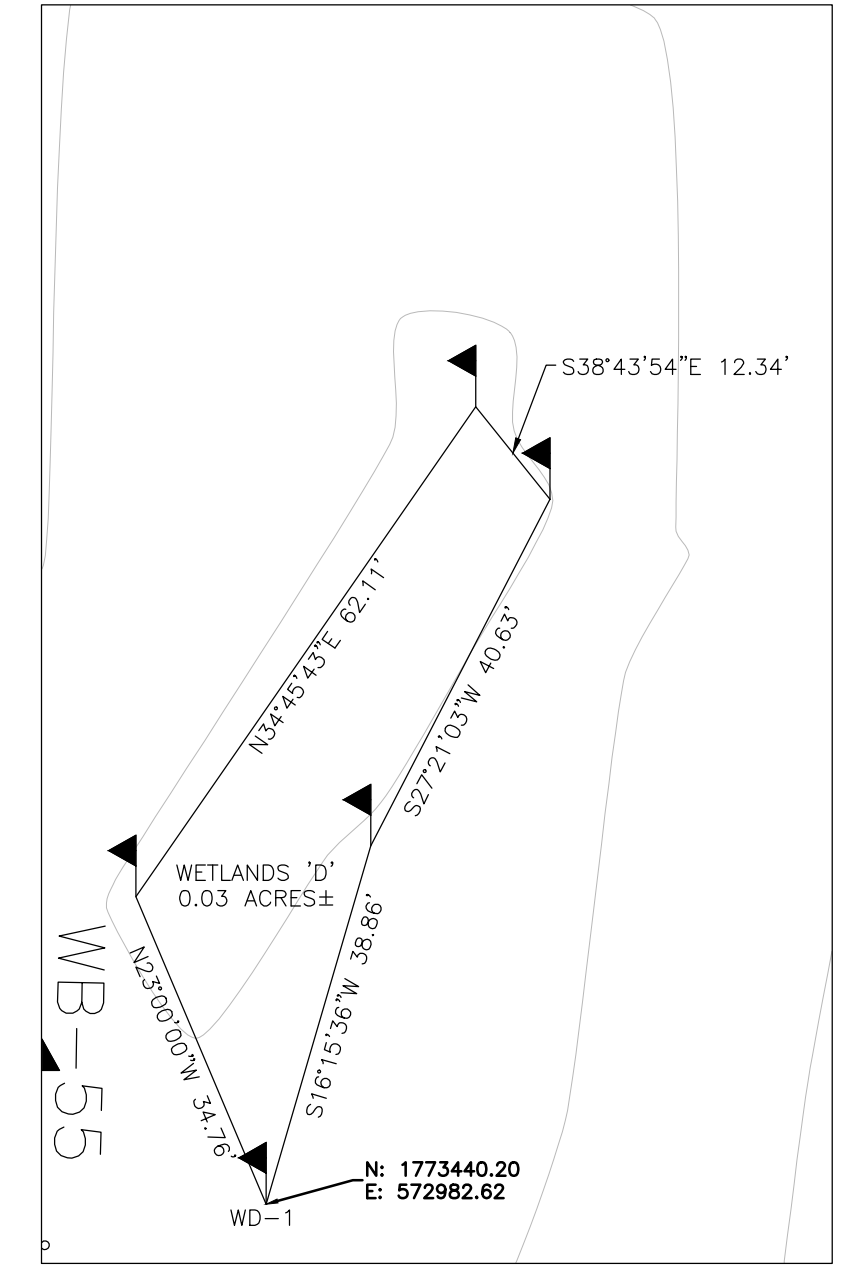 S38°43'54"E 12.34'
N34°45'43"E 62.11'
S27°21'03"W 40.63'
WETLANDS 'D'
0.03 ACRES±
N23°00'00"W 34.76'
S16°15'36"W 38.86'
WB-55
N: 1773440.20
E: 572982.62
WD-1